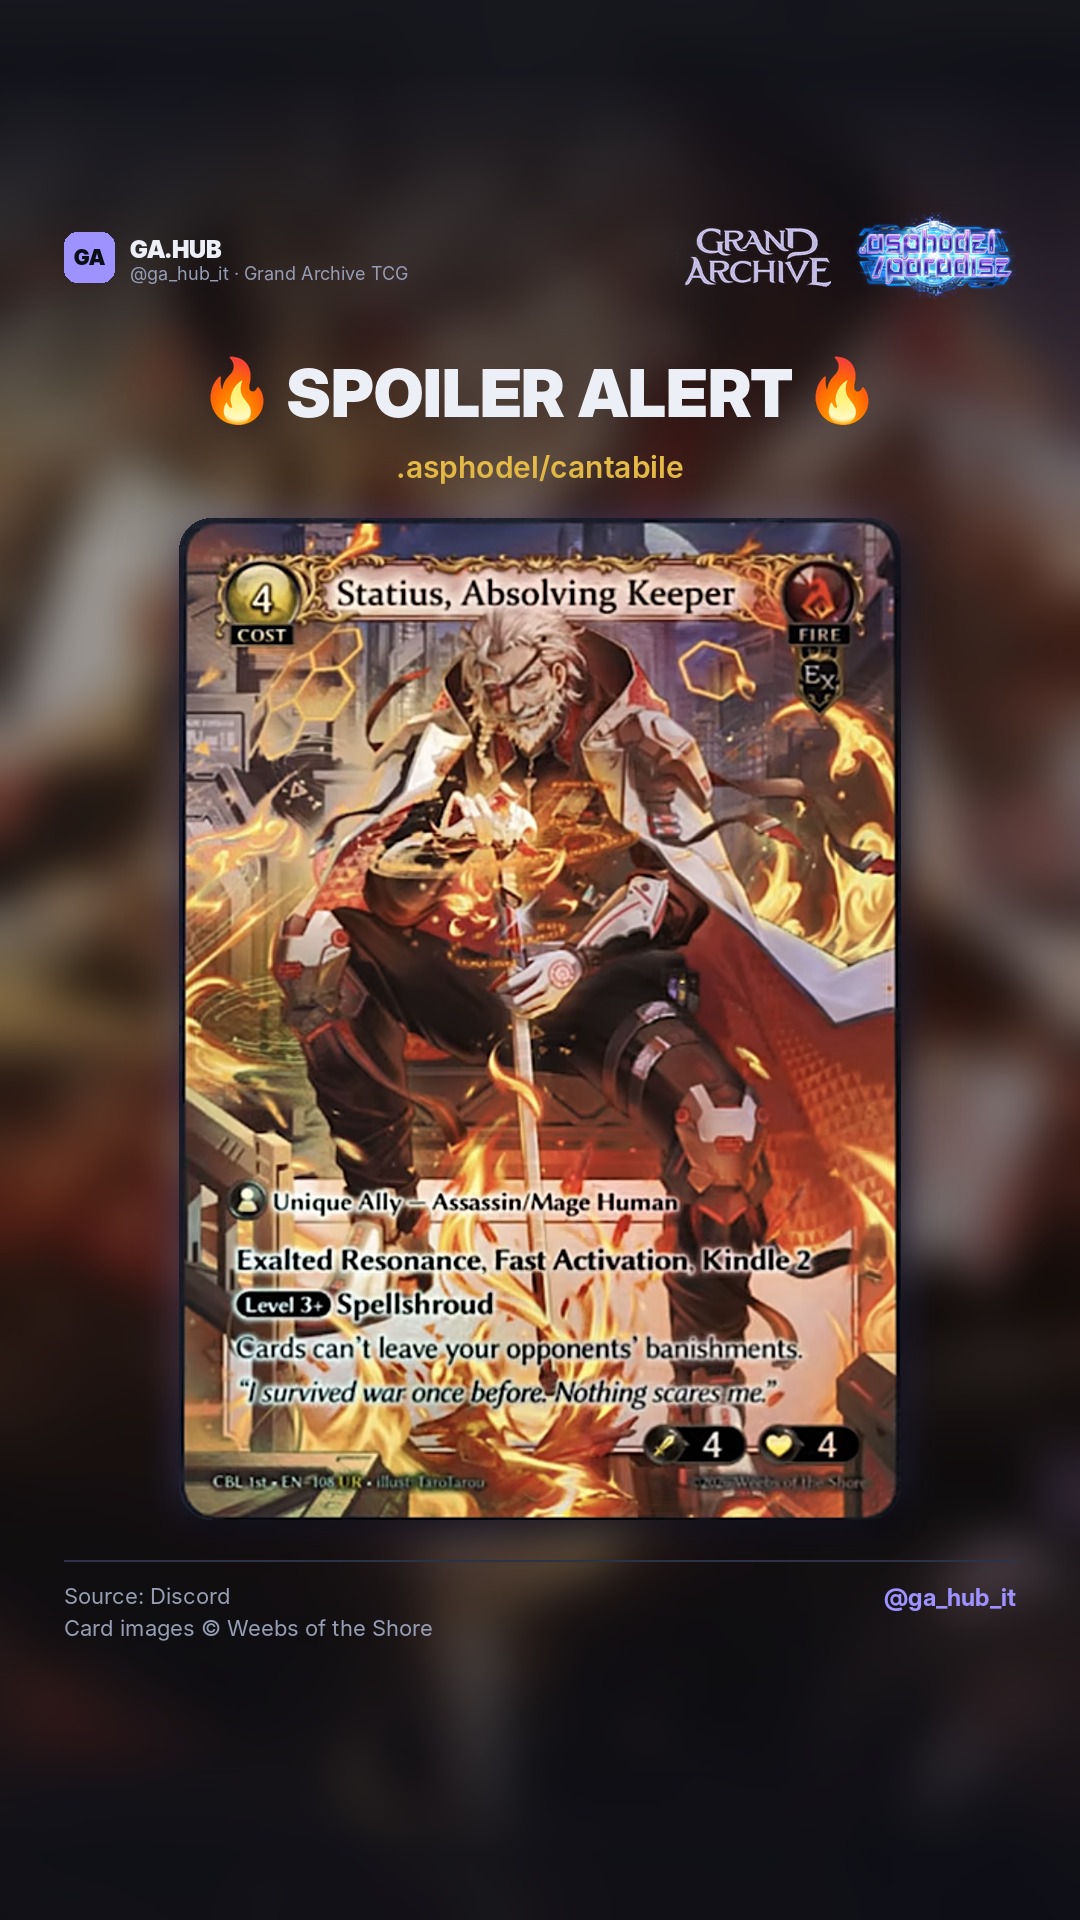 GA
GA.HUB
@ga_hub_it · Grand Archive TCG
GRAND ARCHIVE
.asphodel /paradise
🔥 SPOILER ALERT 🔥
.asphodel/cantabile
4
COST
Statius, Absolving Keeper
FIRE
Ex
Unique Ally — Assassin/Mage Human
Exalted Resonance, Fast Activation, Kindle 2
Level 3+ Spellshroud
Cards can't leave your opponents' banishments.
"I survived war once before. Nothing scares me."
4 4
CBL 1st • EN-108 UR • illust. TaroTarou
Weebs of the Shore
Source: Discord
@ga_hub_it
Card images © Weebs of the Shore